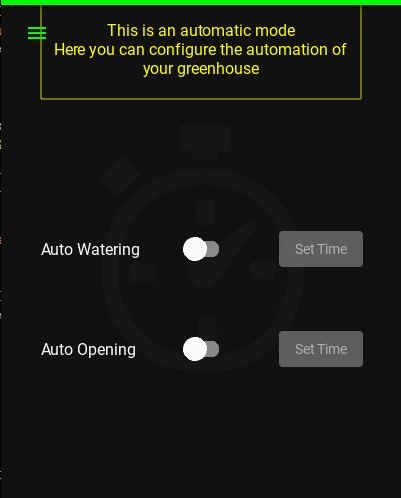 This is an automatic mode
Here you can configure the automation of
your greenhouse
Auto Watering
Set Time
Auto Opening
Set Time